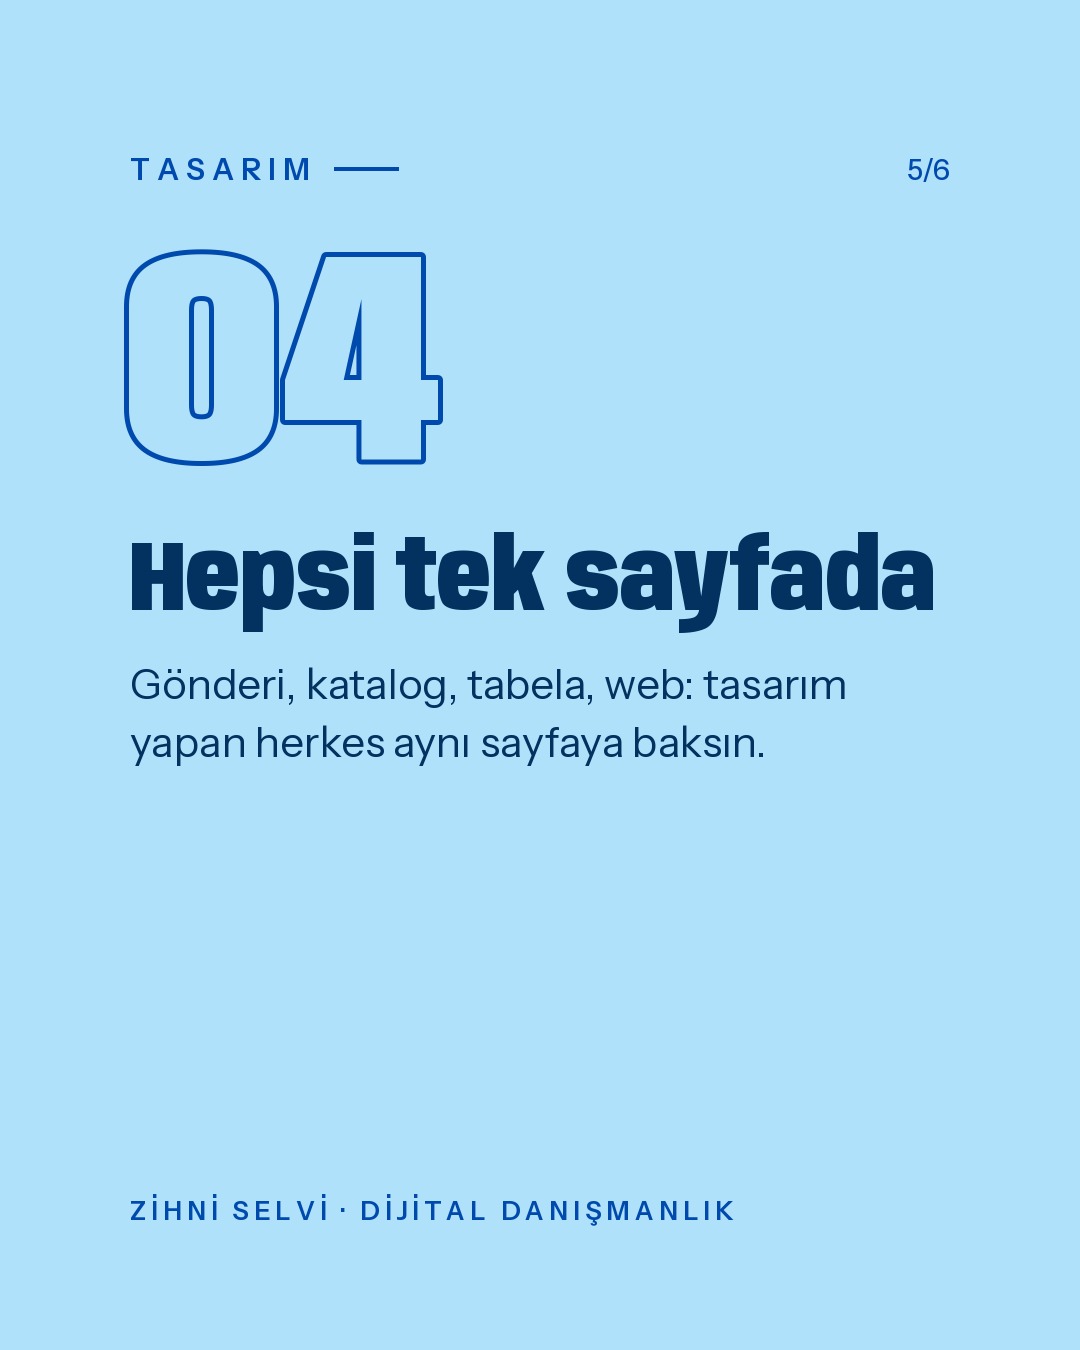 TASARIM
5/6
04
Hepsi tek sayfada
Gönderi, katalog, tabela, web: tasarım
yapan herkes aynı sayfaya baksın.
ZİHNİ SELVİ · DİJİTAL DANIŞMANLIK